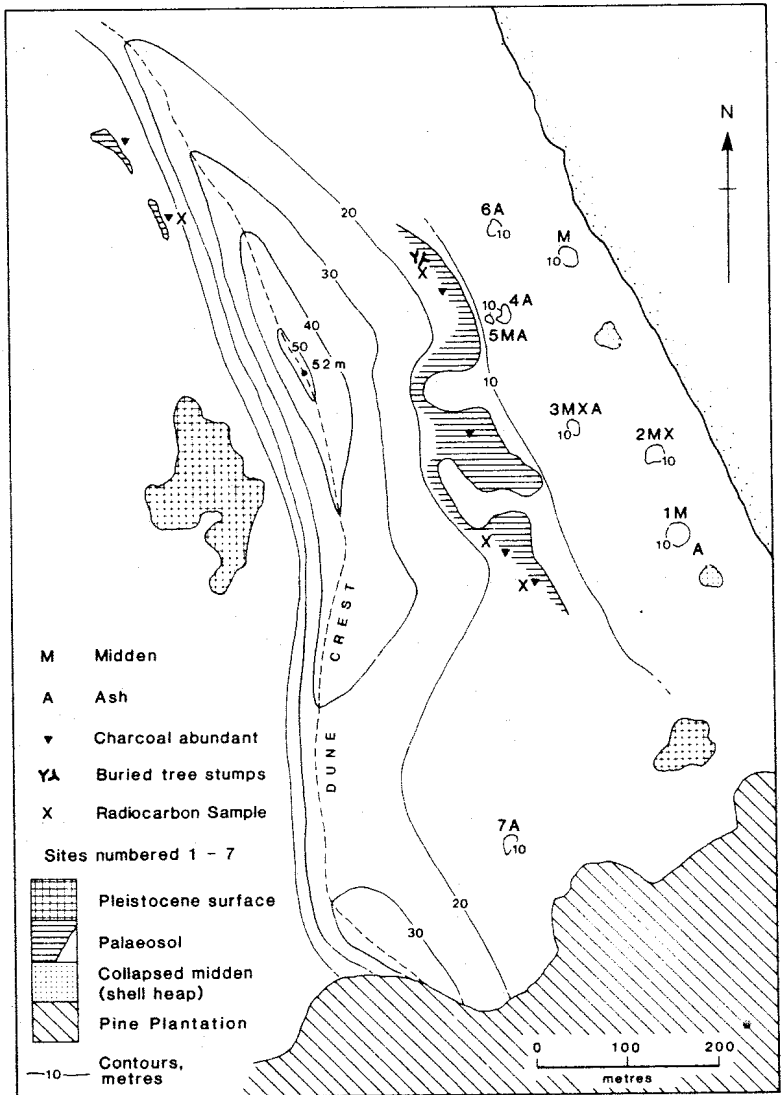 N
20
6A
10
M
10
30
40
10
4A
5MA
50
52 m
10
3MXA
10
2MX
10
1M
10
A
X
X
X
X
DUNE CREST
M Midden
A Ash
Charcoal abundant
Buried tree stumps
X Radiocarbon Sample
Sites numbered 1 - 7
7A
10
Pleistocene surface
20
30
Palaeosol
Collapsed midden
(shell heap)
Pine Plantation
0 100 200
metres
10 Contours,
metres